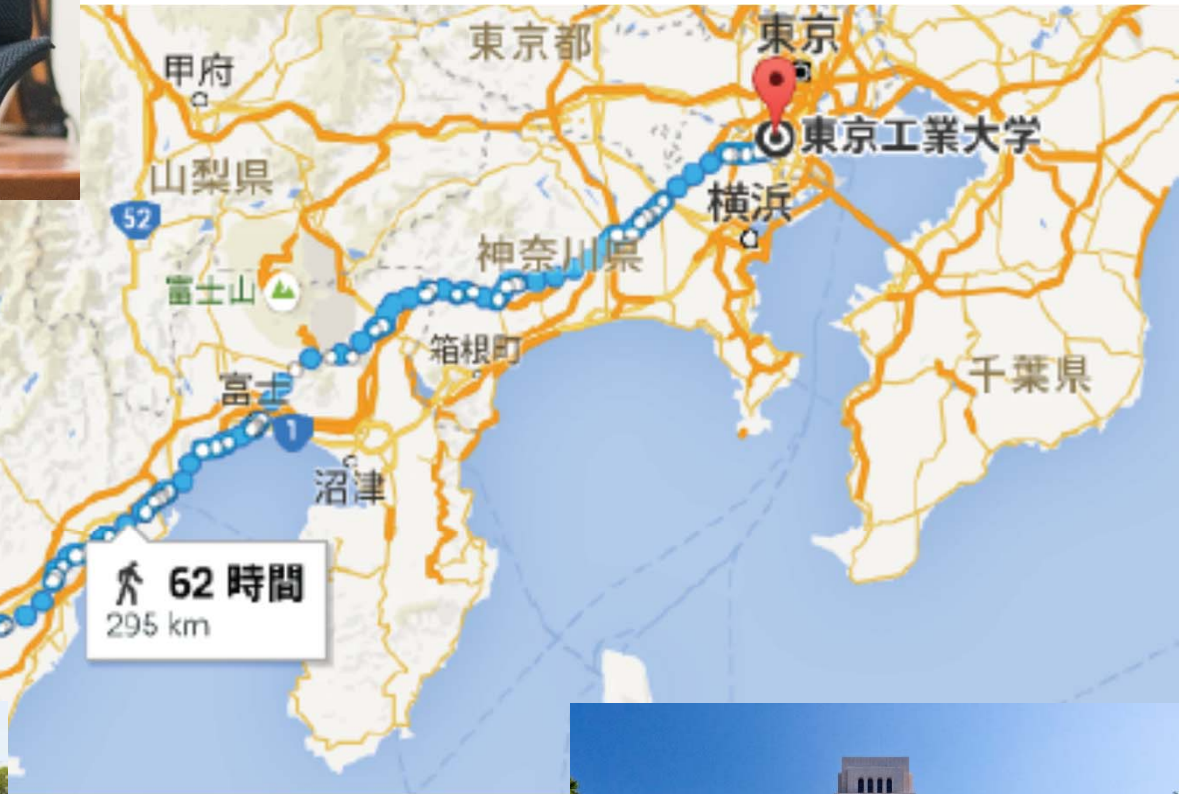 東京都
東京
甲府
東京工業大学
山梨県
横浜
52
神奈川県
富士山
箱根町
千葉県
富士
1
沼津
62 時間
295 km